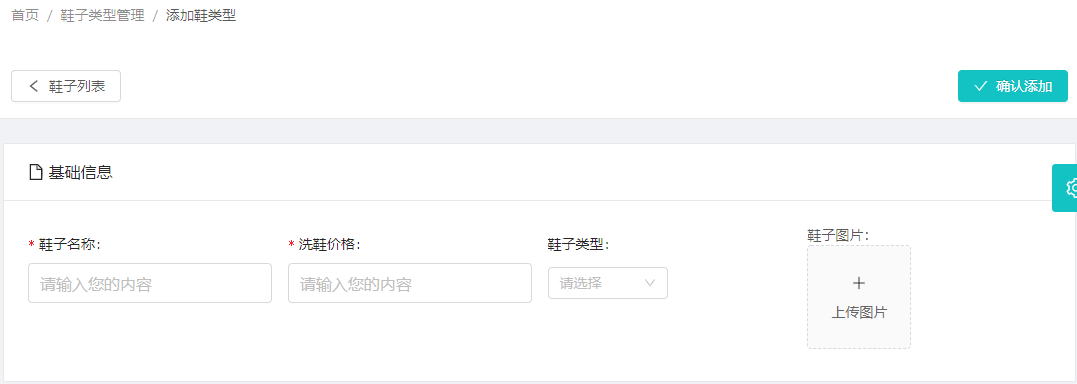 首页 / 鞋子类型管理 / 添加鞋类型
鞋子列表
确认添加
基础信息
* 鞋子名称:
* 洗鞋价格:
鞋子类型:
鞋子图片:
请输入您的内容
请输入您的内容
请选择
上传图片